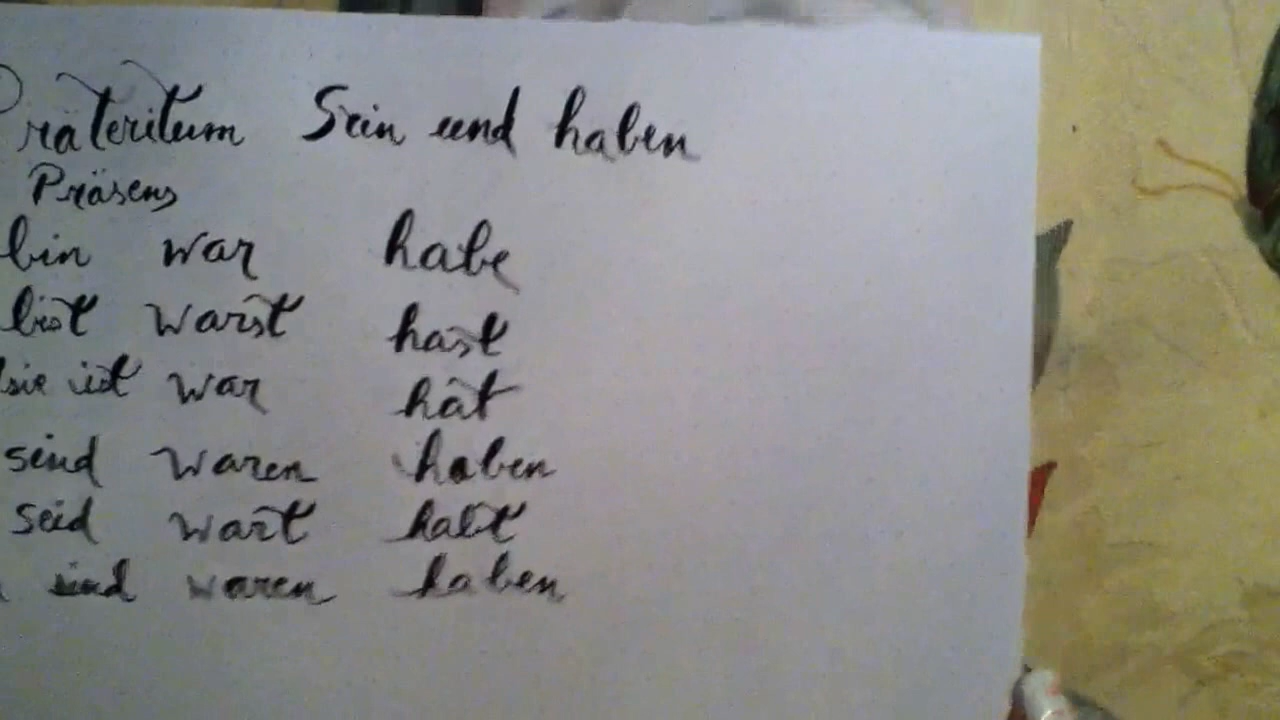 Präteritum Sein und haben
Präsens
bin war habe
bist warst hast
sie ist war hat
sind waren haben
seid wart habt
sind waren haben